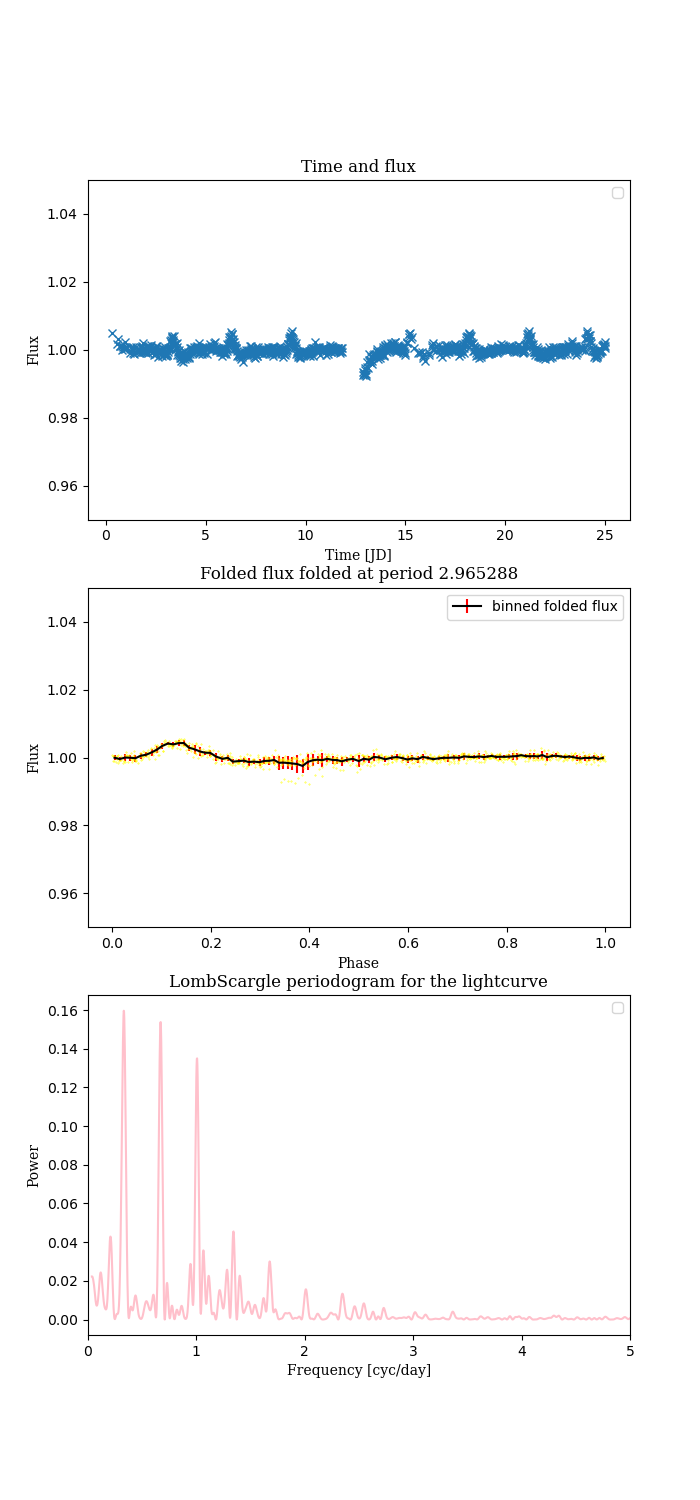 Time and flux
1.04
1.02
1.00
0.98
0.96
Flux
0 5 10 15 20 25
Time [JD]
Folded flux folded at period 2.965288
binned folded flux
1.04
1.02
1.00
0.98
0.96
Flux
0.0 0.2 0.4 0.6 0.8 1.0
Phase
LombScargle periodogram for the lightcurve
0.16
0.14
0.12
0.10
0.08
0.06
0.04
0.02
0.00
Power
0 1 2 3 4 5
Frequency [cyc/day]